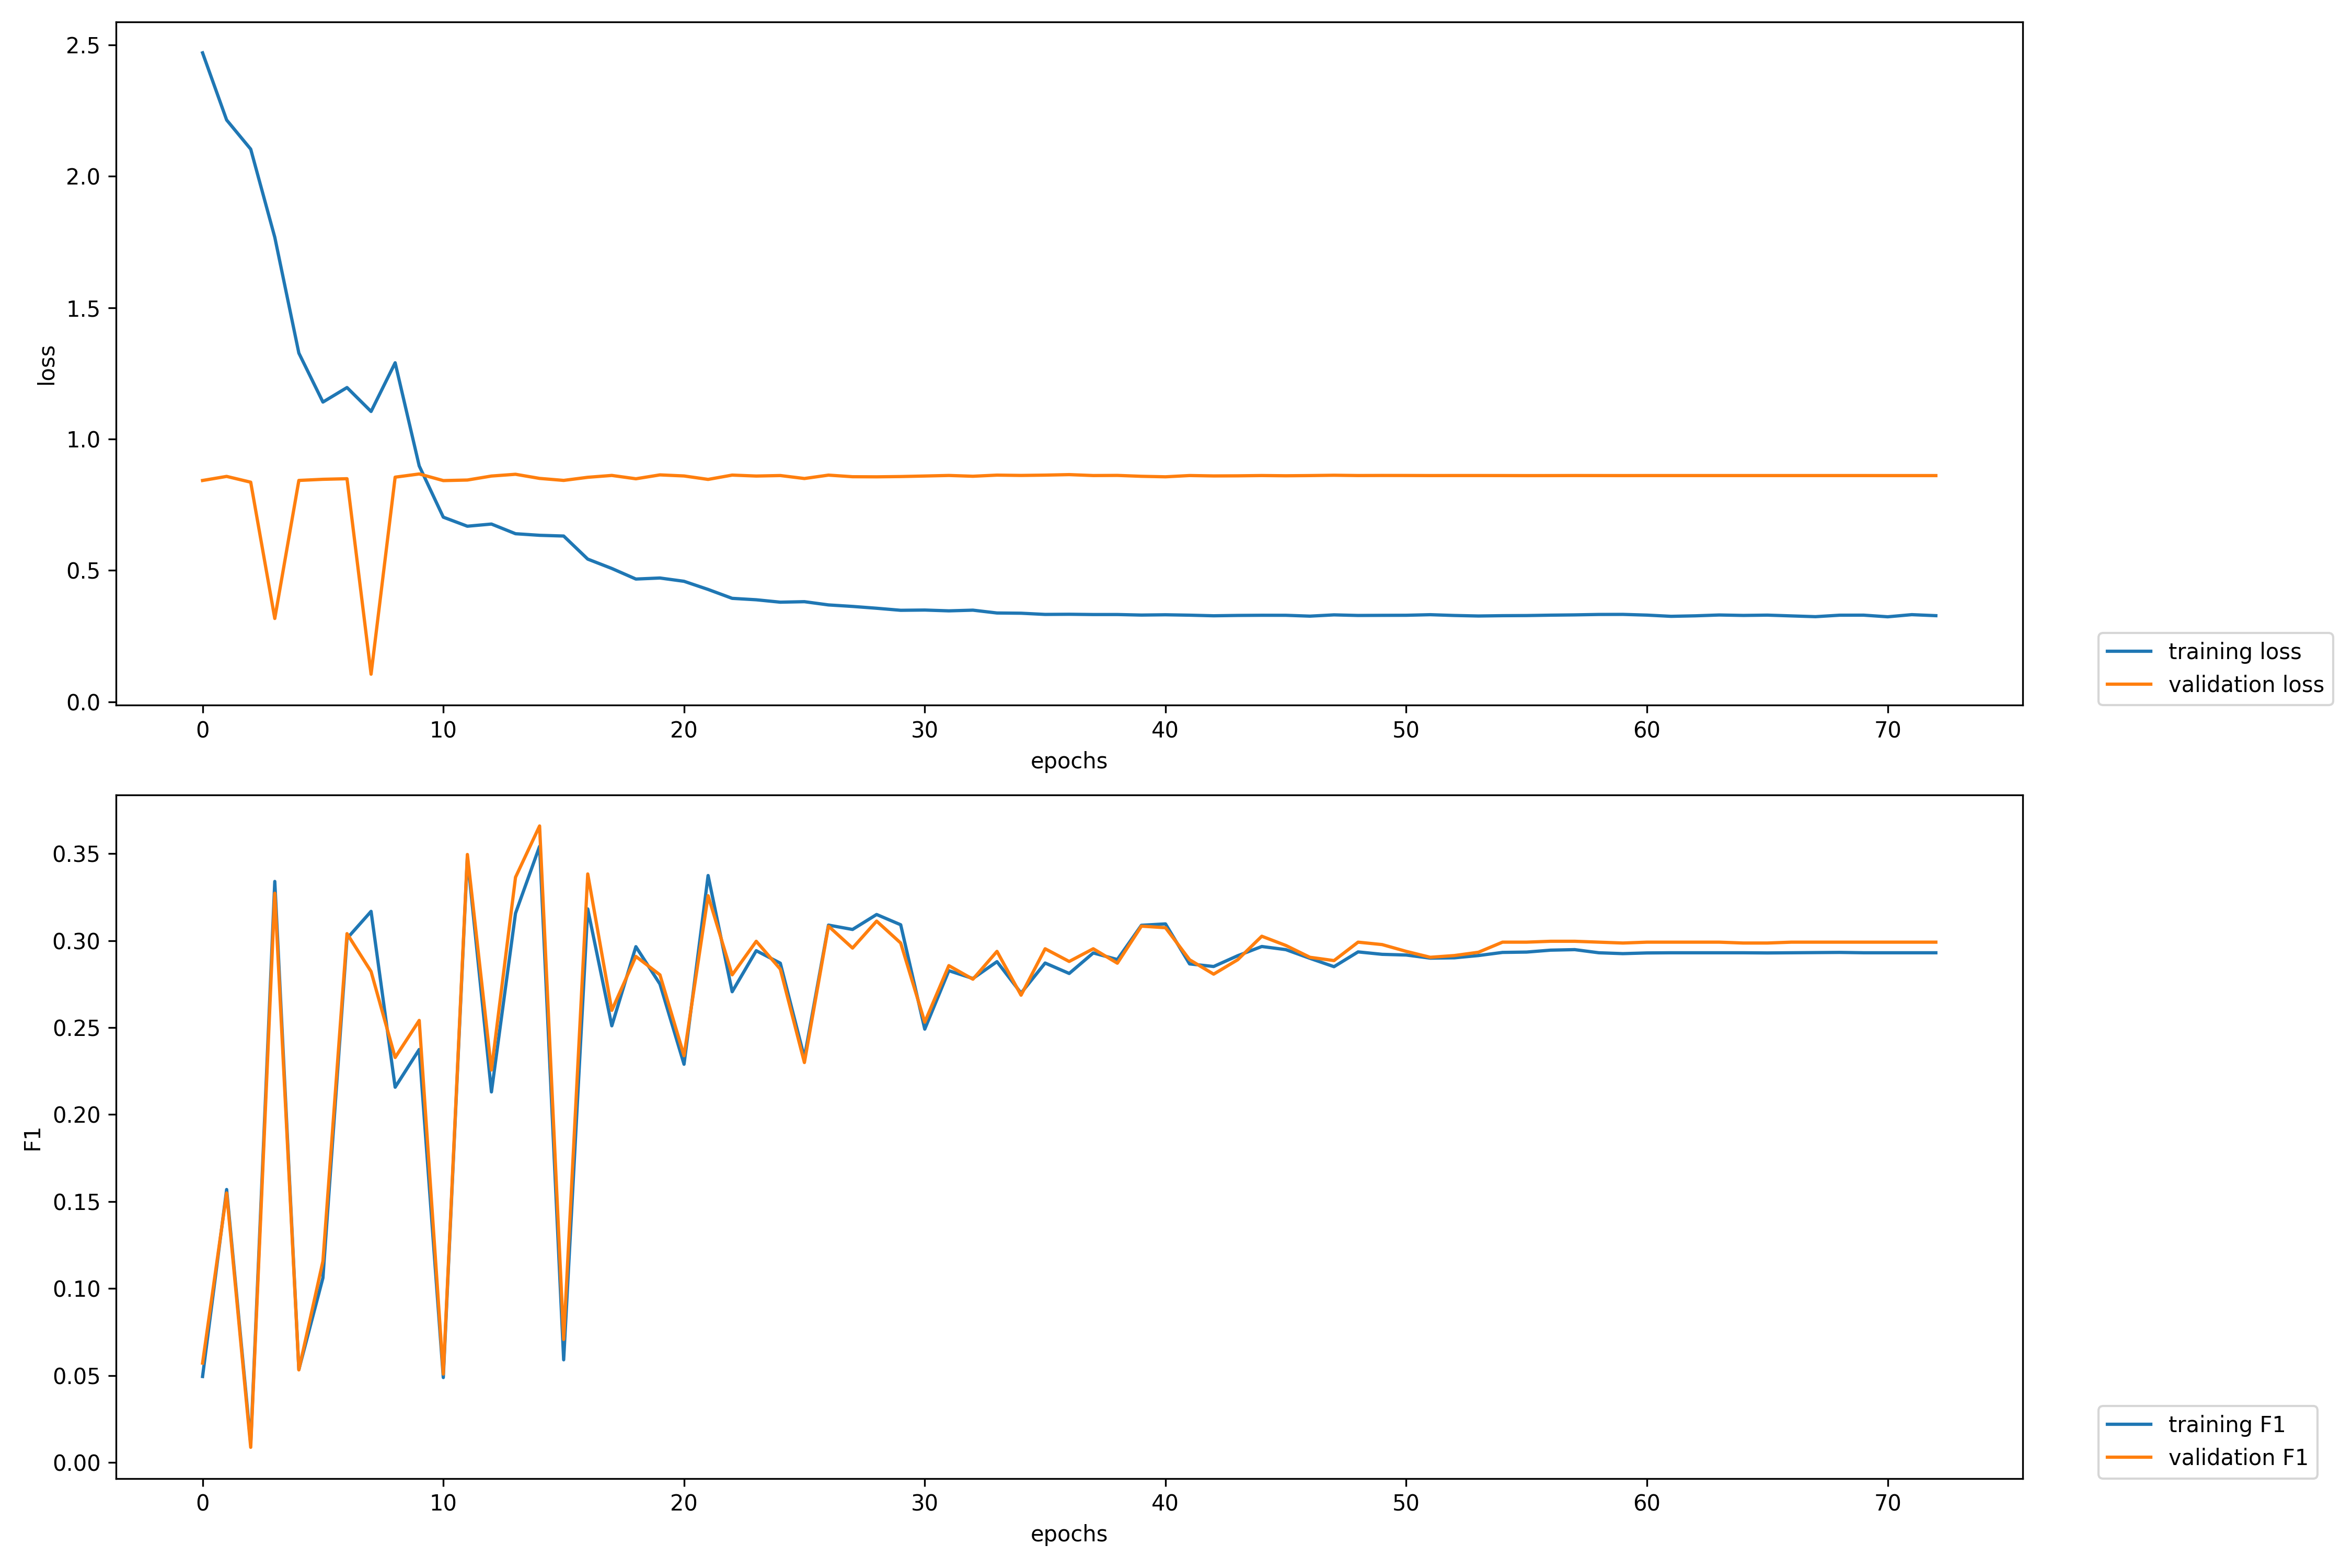 2.5
2.0
1.5
1.0
0.5
0.0
loss
0 10 20 30 40 50 60 70
epochs
training loss
validation loss
0.35
0.30
0.25
0.20
0.15
0.10
0.05
0.00
F1
0 10 20 30 40 50 60 70
epochs
training F1
validation F1